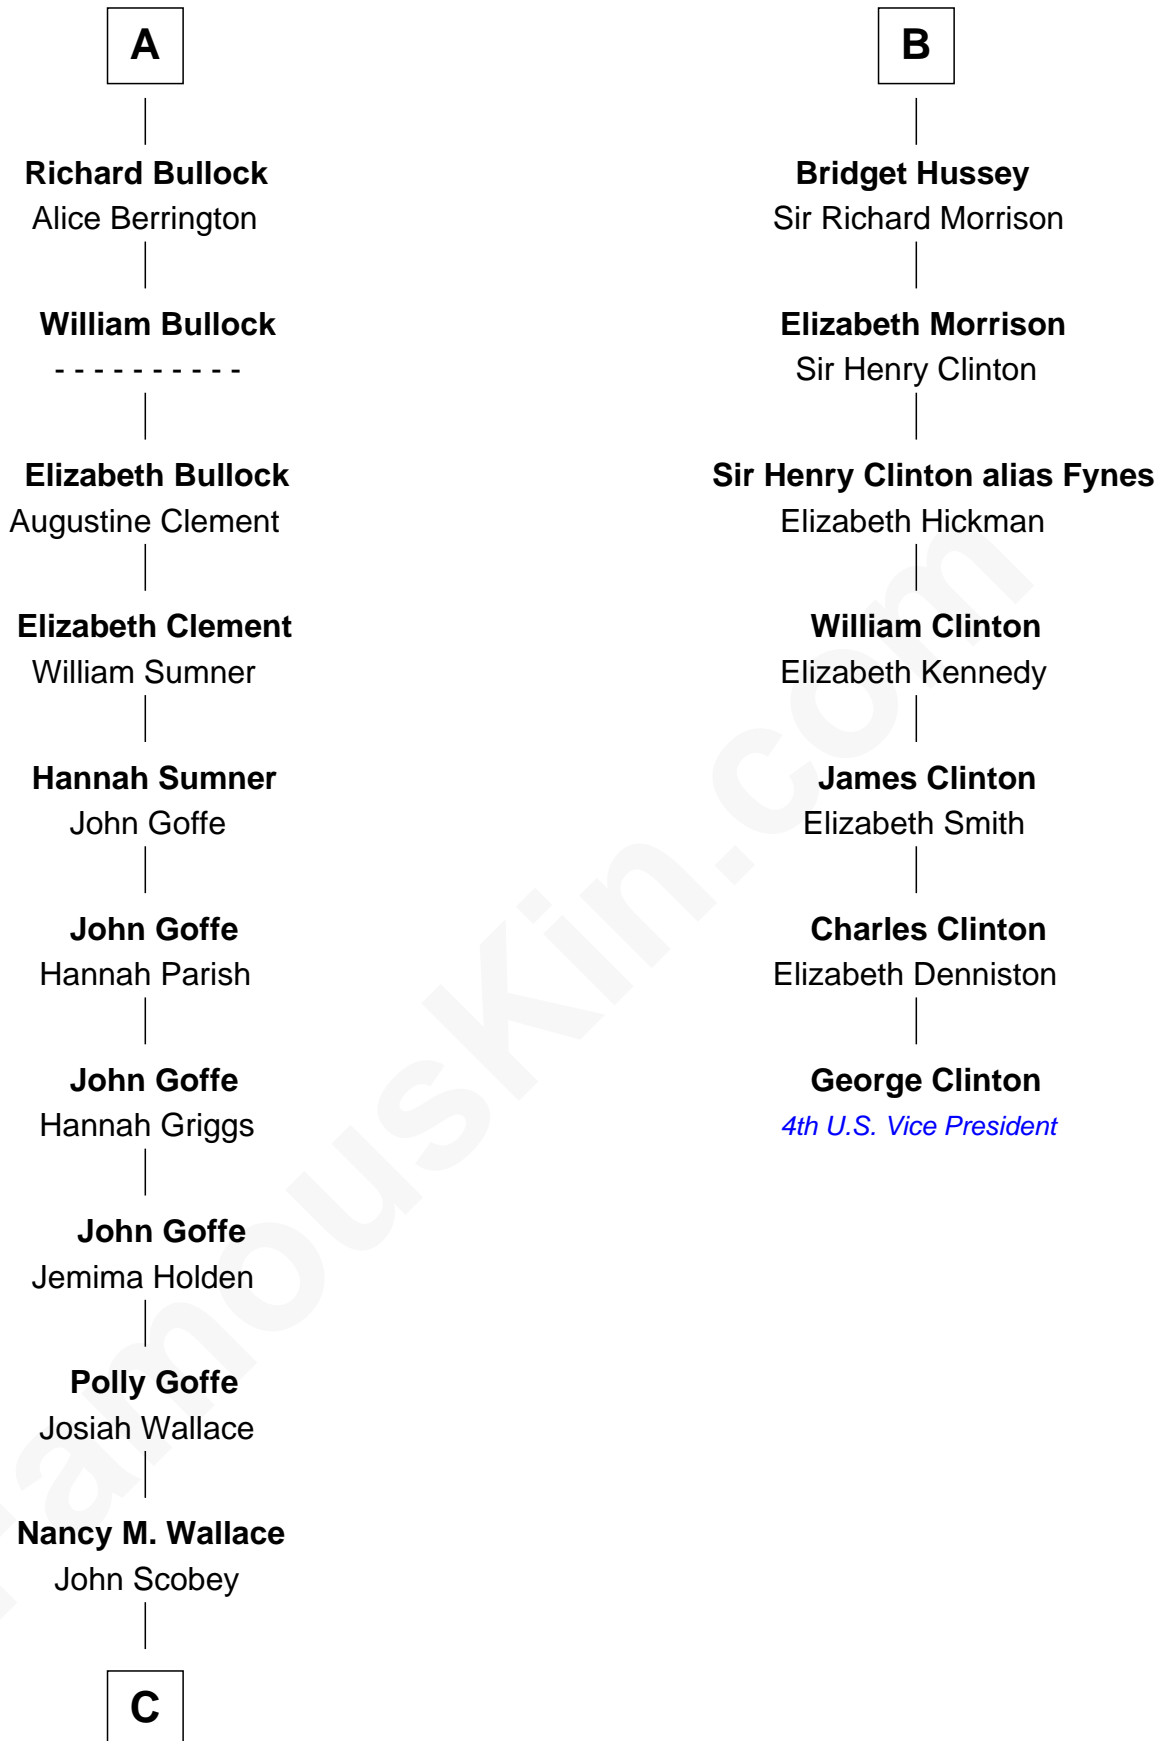 A
Richard Bullock
Alice Berrington
William Bullock
- - - - - - - - - -
Elizabeth Bullock
Augustine Clement
Elizabeth Clement
William Sumner
Hannah Sumner
John Goffe
John Goffe
Hannah Parish
John Goffe
Hannah Griggs
John Goffe
Jemima Holden
Polly Goffe
Josiah Wallace
Nancy M. Wallace
John Scobey
C
B
Bridget Hussey
Sir Richard Morrison
Elizabeth Morrison
Sir Henry Clinton
Sir Henry Clinton alias Fynes
Elizabeth Hickman
William Clinton
Elizabeth Kennedy
James Clinton
Elizabeth Smith
Charles Clinton
Elizabeth Denniston
George Clinton
4th U.S. Vice President
FamousKin.com